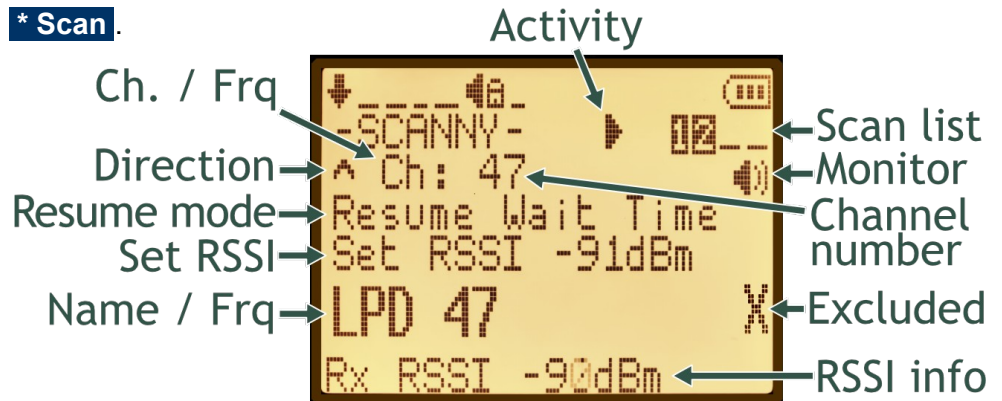 * Scan.
Activity
Ch. / Frq
Direction
Resume mode
Set RSSI
Name / Frq
-SCANNY- 12__
^ Ch: 47
Resume Wait Time
Set RSSI -91dBm
LPD 47 X
Rx RSSI -90dBm
Scan list
Monitor
Channel
number
Excluded
RSSI info